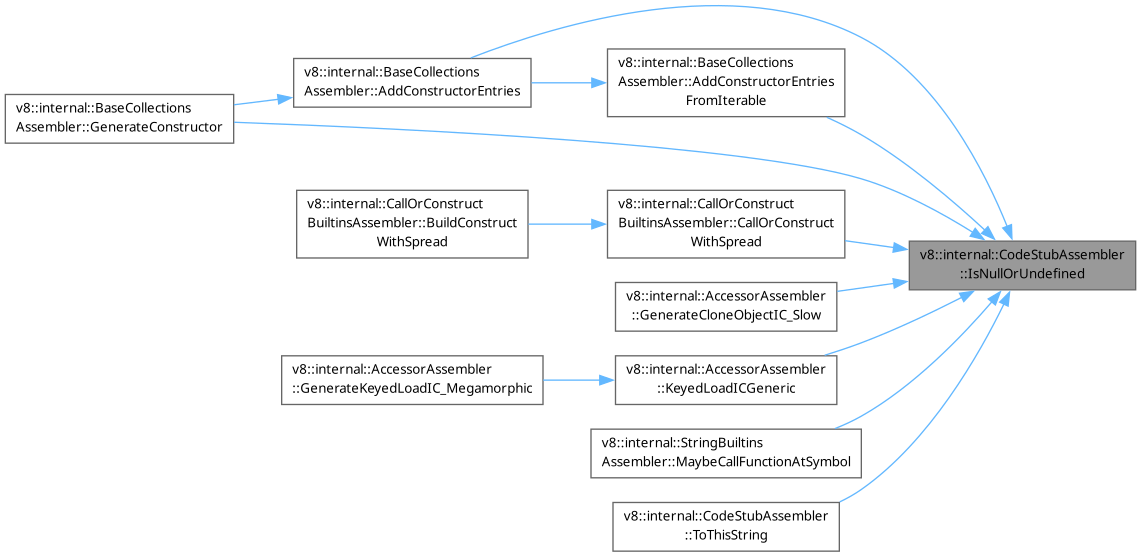 v8::internal::BaseCollections
Assembler::AddConstructorEntries
v8::internal::BaseCollections
Assembler::AddConstructorEntries
FromIterable
v8::internal::BaseCollections
Assembler::GenerateConstructor
v8::internal::CallOrConstruct
BuiltinsAssembler::BuildConstruct
WithSpread
v8::internal::CallOrConstruct
BuiltinsAssembler::CallOrConstruct
WithSpread
v8::internal::CodeStubAssembler
::IsNullOrUndefined
v8::internal::AccessorAssembler
::GenerateCloneObjectIC_Slow
v8::internal::AccessorAssembler
::GenerateKeyedLoadIC_Megamorphic
v8::internal::AccessorAssembler
::KeyedLoadICGeneric
v8::internal::StringBuiltins
Assembler::MaybeCallFunctionAtSymbol
v8::internal::CodeStubAssembler
::ToThisString